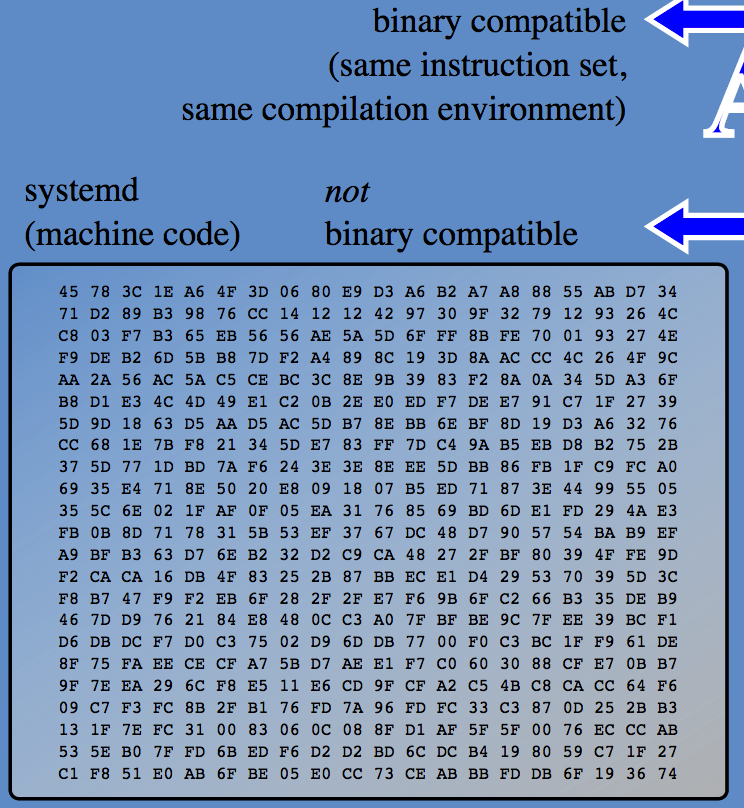 binary compatible
(same instruction set,
same compilation environment)
A
systemd
not
(machine code)
binary compatible
45 78 3C 1E A6 4F 3D 06 80 E9 D3 A6 B2 A7 A8 88 55 AB D7 34
71 D2 89 B3 98 76 CC 14 12 12 42 97 30 9F 32 79 12 93 26 4C
C8 03 F7 B3 65 EB 56 56 AE 5A 5D 6F FF 8B FE 70 01 93 27 4E
F9 DE B2 6D 5B B8 7D F2 A4 89 8C 19 3D 8A AC CC 4C 26 4F 9C
AA 2A 56 AC 5A C5 CE BC 3C 8E 9B 39 83 F2 8A 0A 34 5D A3 6F
B8 D1 E3 4C 4D 49 E1 C2 0B 2E E0 ED F7 DE E7 91 C7 1F 27 39
5D 9D 18 63 D5 AA D5 AC 5D B7 8E BB 6E BF 8D 19 D3 A6 32 76
CC 68 1E 7B F8 21 34 5D E7 83 FF 7D C4 9A B5 EB D8 B2 75 2B
37 5D 77 1D BD 7A F6 24 3E 3E 8E EE 5D BB 86 FB 1F C9 FC A0
69 35 E4 71 8E 50 20 E8 09 18 07 B5 ED 71 87 3E 44 99 55 05
35 5C 6E 02 1F AF 0F 05 EA 31 76 85 69 BD 6D E1 FD 29 4A E3
FB 0B 8D 71 78 31 5B 53 EF 37 67 DC 48 D7 90 57 54 BA B9 EF
A9 BF B3 63 D7 6E B2 32 D2 C9 CA 48 27 2F BF 80 39 4F FE 9D
F2 CA CA 16 DB 4F 83 25 2B 87 BB EC E1 D4 29 53 70 39 5D 3C
F8 B7 47 F9 F2 EB 6F 28 2F 2F E7 F6 9B 6F C2 66 B3 35 DE B9
46 7D D9 76 21 84 E8 48 0C C3 A0 7F BF BE 9C 7F EE 39 BC F1
D6 DB DC F7 D0 C3 75 02 D9 6D DB 77 00 F0 C3 BC 1F F9 61 DE
8F 75 FA EE CE CF A7 5B D7 AE E1 F7 C0 60 30 88 CF E7 0B B7
9F 7E EA 29 6C F8 E5 11 E6 CD 9F CF A2 C5 4B C8 CA CC 64 F6
09 C7 F3 FC 8B 2F B1 76 FD 7A 96 FD FC 33 C3 87 0D 25 2B B3
13 1F 7E FC 31 00 83 06 0C 08 8F D1 AF 5F 5F 00 76 EC CC AB
53 5E B0 7F FD 6B ED F6 D2 D2 BD 6C DC B4 19 80 59 C7 1F 27
C1 F8 51 E0 AB 6F BE 05 E0 CC 73 CE AB BB FD DB 6F 19 36 74